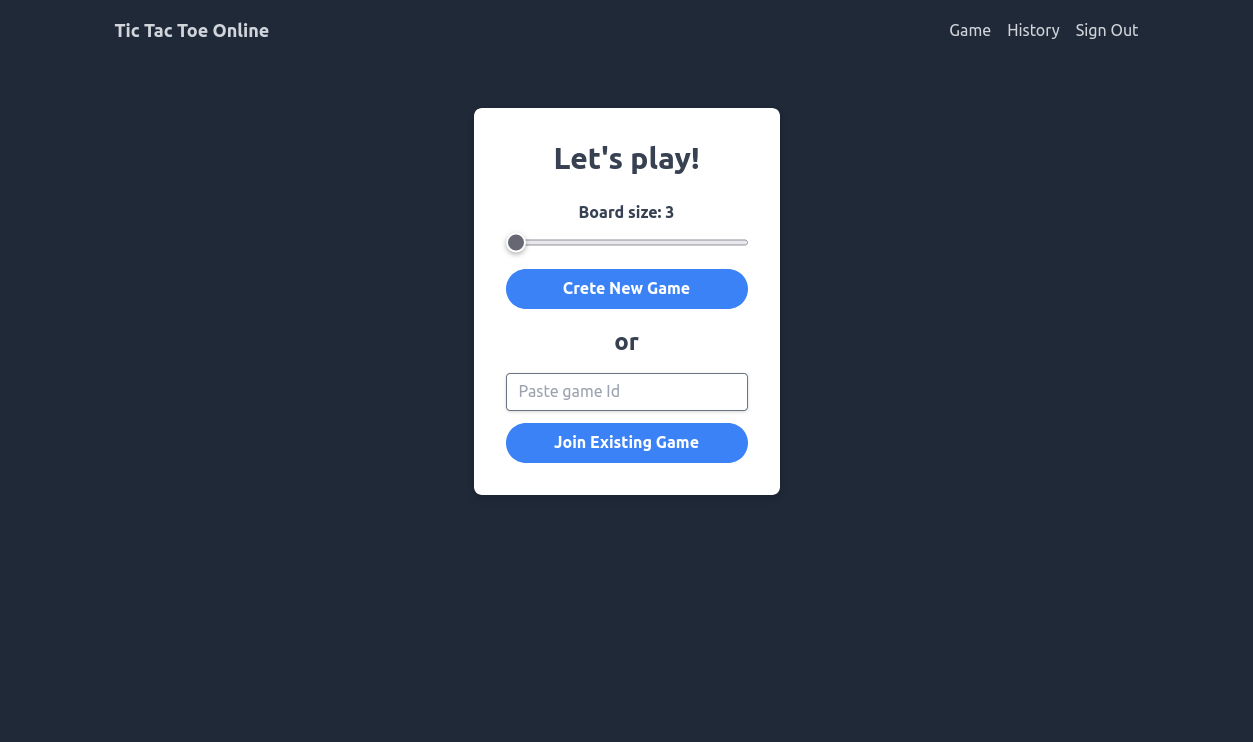 Tic Tac Toe Online
Game
History
Sign Out
Let's play!
Board size: 3
Crete New Game
or
Paste game Id
Join Existing Game